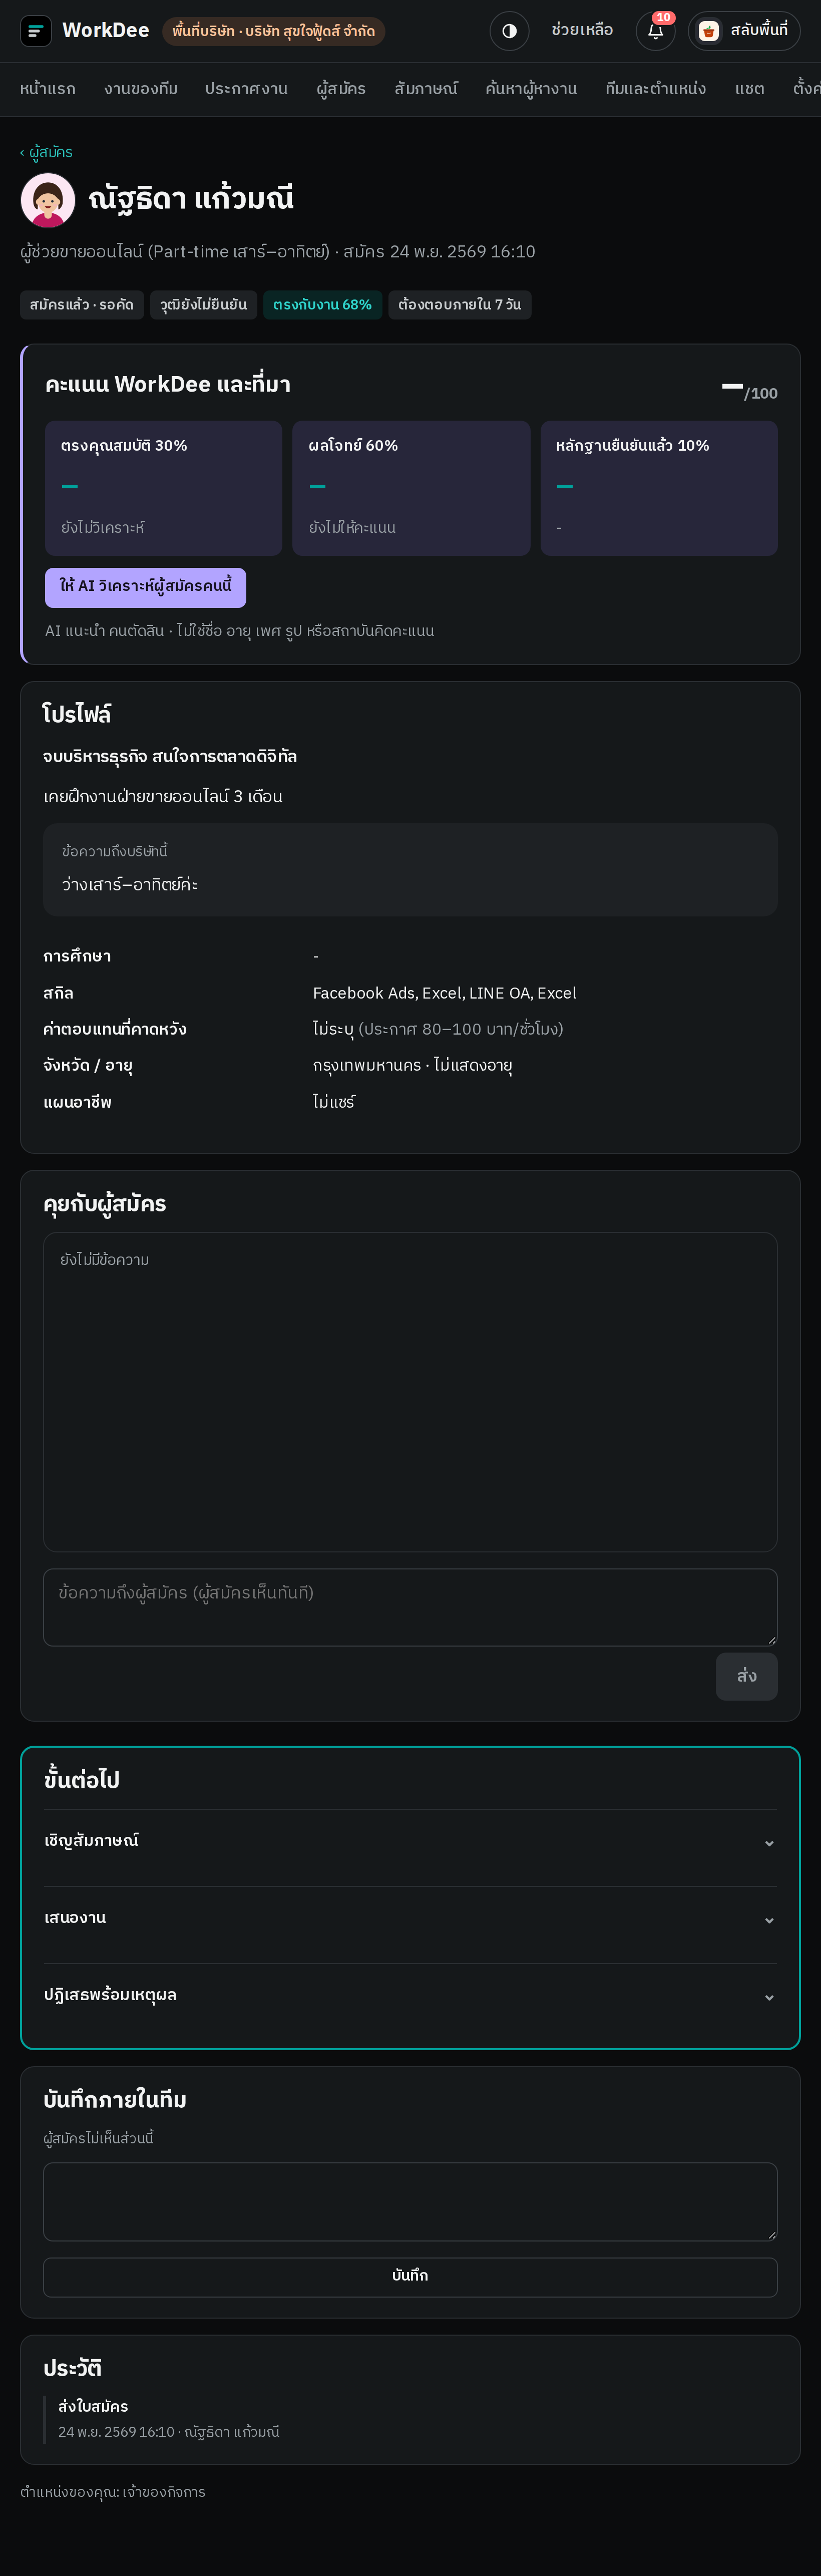 WorkDee
พื้นที่บริษัท · บริษัท สุขใจฟู้ดส์ จำกัด
ช่วยเหลือ
10
สลับพื้นที่
หน้าแรก งานของทีม ประกาศงาน ผู้สมัคร สัมภาษณ์ ค้นหาผู้หางาน ทีมและตำแหน่ง แชต
‹ ผู้สมัคร
ณัฐธิดา แก้วมณี
ผู้ช่วยขายออนไลน์ (Part-time เสาร์–อาทิตย์) · สมัคร 24 พ.ย. 2569 16:10
สมัครแล้ว · รอคัด วุฒิยังไม่ยืนยัน ตรงกับงาน 68% ต้องตอบภายใน 7 วัน
คะแนน WorkDee และที่มา
–/100
ตรงคุณสมบัติ 30%
–
ยังไม่วิเคราะห์
ผลโจทย์ 60%
–
ยังไม่ให้คะแนน
หลักฐานยืนยันแล้ว 10%
–
-
ให้ AI วิเคราะห์ผู้สมัครคนนี้
AI แนะนำ คนตัดสิน · ไม่ใช้ชื่อ อายุ เพศ รูป หรือสถาบันคิดคะแนน
โปรไฟล์
จบบริหารธุรกิจ สนใจการตลาดดิจิทัล
เคยฝึกงานฝ่ายขายออนไลน์ 3 เดือน
ข้อความถึงบริษัทนี้
ว่างเสาร์–อาทิตย์ค่ะ
การศึกษา -
สกิล Facebook Ads, Excel, LINE OA, Excel
ค่าตอบแทนที่คาดหวัง ไม่ระบุ (ประกาศ 80–100 บาท/ชั่วโมง)
จังหวัด / อายุ กรุงเทพมหานคร · ไม่แสดงอายุ
แผนอาชีพ ไม่แชร์
คุยกับผู้สมัคร
ยังไม่มีข้อความ
ข้อความถึงผู้สมัคร (ผู้สมัครเห็นทันที)
ส่ง
ขั้นต่อไป
เชิญสัมภาษณ์
เสนองาน
ปฏิเสธพร้อมเหตุผล
บันทึกภายในทีม
ผู้สมัครไม่เห็นส่วนนี้
บันทึก
ประวัติ
ส่งใบสมัคร
24 พ.ย. 2569 16:10 · ณัฐธิดา แก้วมณี
ตำแหน่งของคุณ: เจ้าของกิจการ